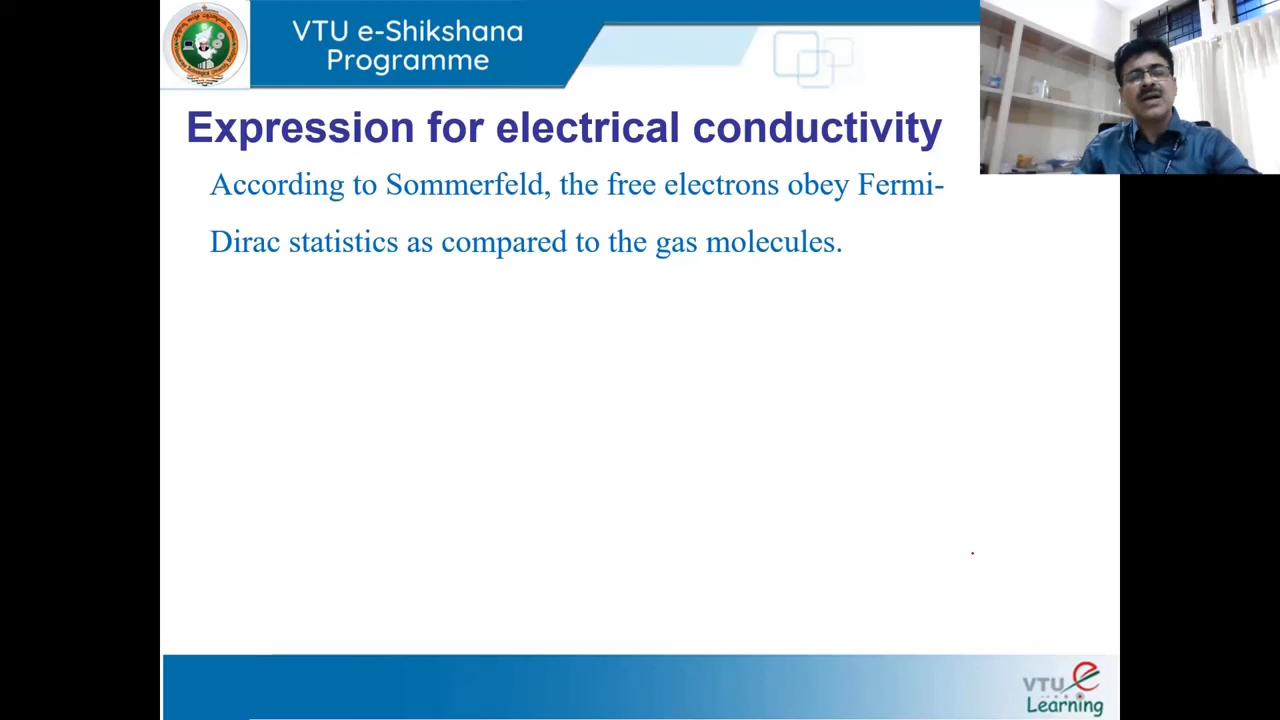 VTU e-Shikshana
Programme
Expression for electrical conductivity
According to Sommerfeld, the free electrons obey Fermi-
Dirac statistics as compared to the gas molecules.
VTU e
Learning